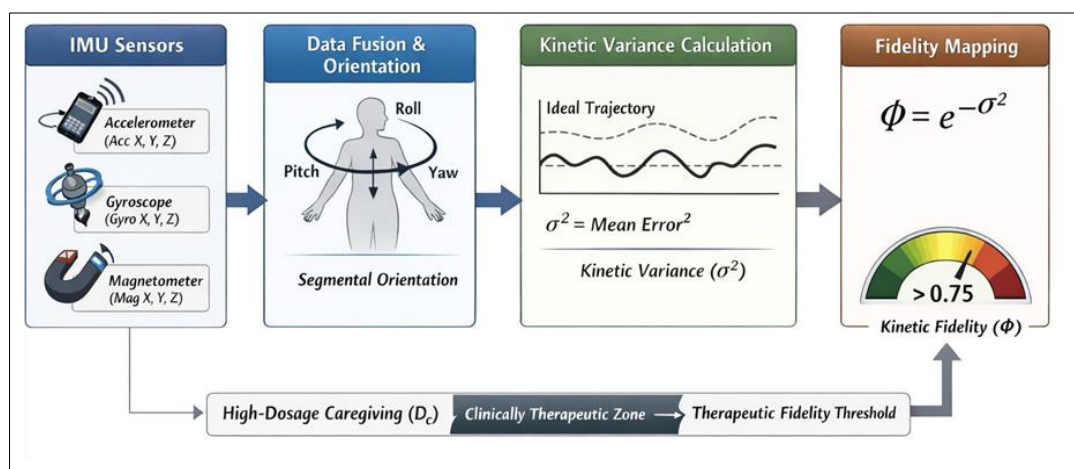 IMU Sensors
Accelerometer
(Acc X, Y, Z)
Gyroscope
(Gyro X, Y, Z)
Magnetometer
(Mag X, Y, Z)
Data Fusion &
Orientation
Roll
Pitch
Yaw
Segmental Orientation
Kinetic Variance Calculation
Ideal Trajectory
σ² = Mean Error²
Kinetic Variance (σ²)
Fidelity Mapping
ϕ = e^{-σ²}
> 0.75
Kinetic Fidelity (Φ)
High-Dosage Caregiving (D_c)
Clinically Therapeutic Zone
Therapeutic Fidelity Threshold